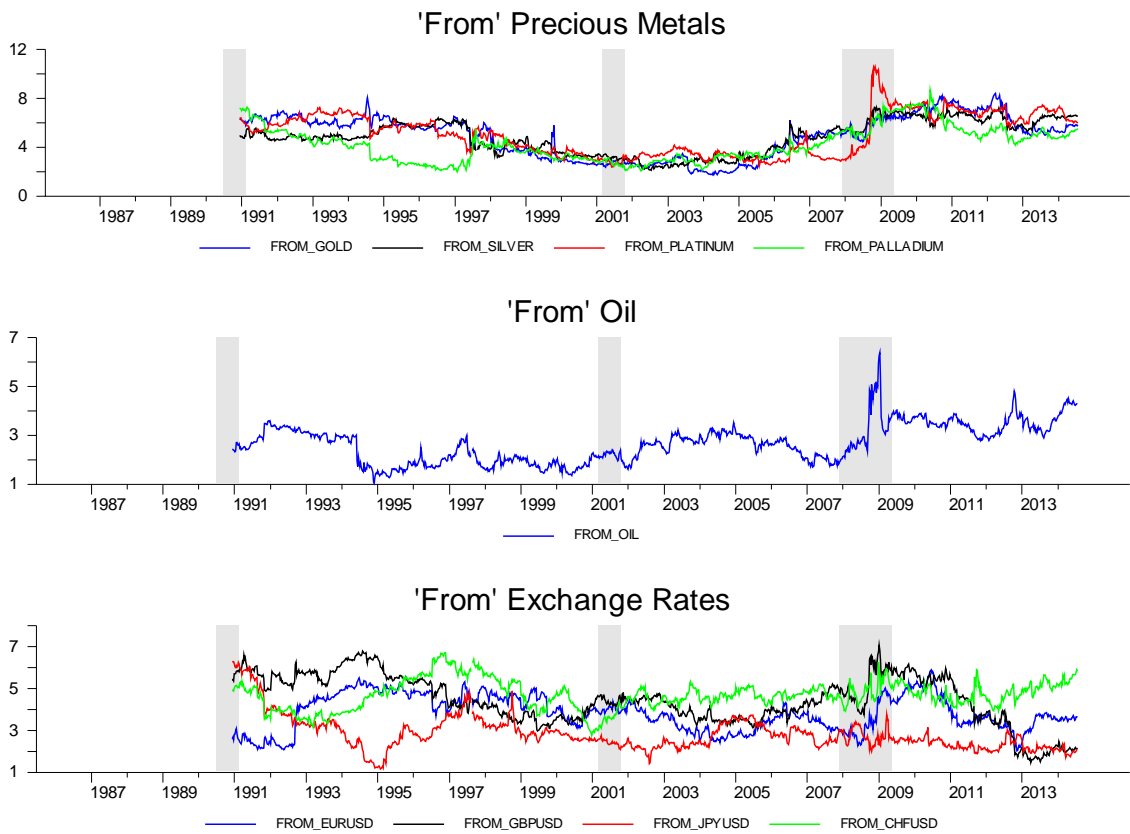 'From' Precious Metals
12
8
4
0
1987 1989 1991 1993 1995 1997 1999 2001 2003 2005 2007 2009 2011 2013
FROM_GOLD FROM_SILVER FROM_PLATINUM FROM_PALLADIUM
'From' Oil
7
5
3
1
1987 1989 1991 1993 1995 1997 1999 2001 2003 2005 2007 2009 2011 2013
FROM_OIL
'From' Exchange Rates
7
5
3
1
1987 1989 1991 1993 1995 1997 1999 2001 2003 2005 2007 2009 2011 2013
FROM_EURUSD FROM_GBPUSD FROM_JPYUSD FROM_CHFUSD